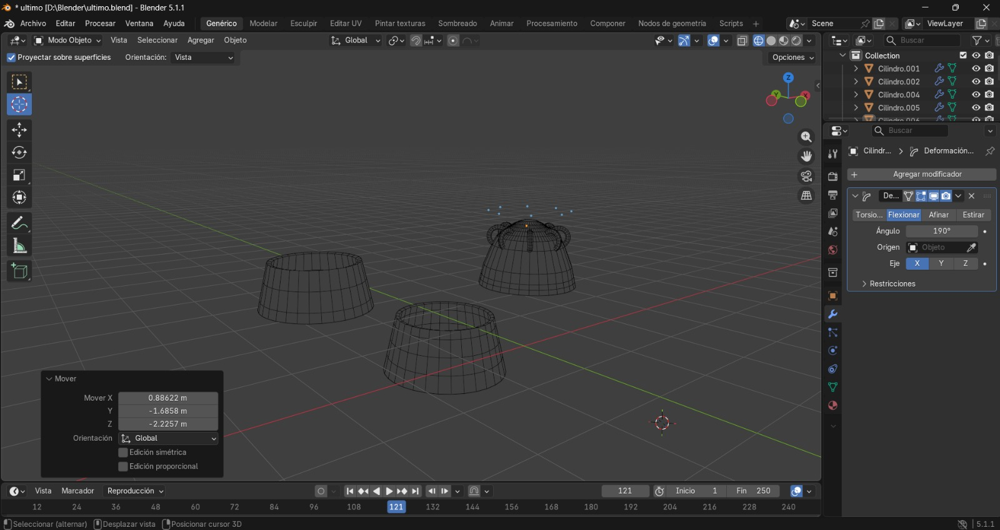 * ultimo [D:\Blender\ultimo.blend] - Blender 5.1.1
Archivo Editar Procesar Ventana Ayuda Genérico Modelar Esculpir Editar UV Pintar texturas Sombreado Animar Procesamiento Componer Nodos de geometría Scripts + Scene ViewLayer
Modo Objeto Vista Seleccionar Agregar Objeto Global Buscar
Proyectar sobre superficies Orientación: Vista Opciones
Collection
Cilindro.001
Cilindro.002
Cilindro.004
Cilindro.005
Cilindro.006
Z
Y X
Buscar
Cilindr... Deformación...
+ Agregar modificador
De...
Torsio... Flexionar Afinar Estirar
Ángulo 190°
Origen Objeto
Eje X Y Z
Restricciones
Mover
Mover X 0.88622 m
Y -1.6858 m
Z -2.2257 m
Orientación Global
Edición simétrica
Edición proporcional
Vista Marcador Reproducción 121 Inicio 1 Fin 250
12 24 36 48 60 72 84 96 108 121 132 144 156 168 180 192 204 216 228 240
Seleccionar (alternar) Desplazar vista Posicionar cursor 3D 5.1.1